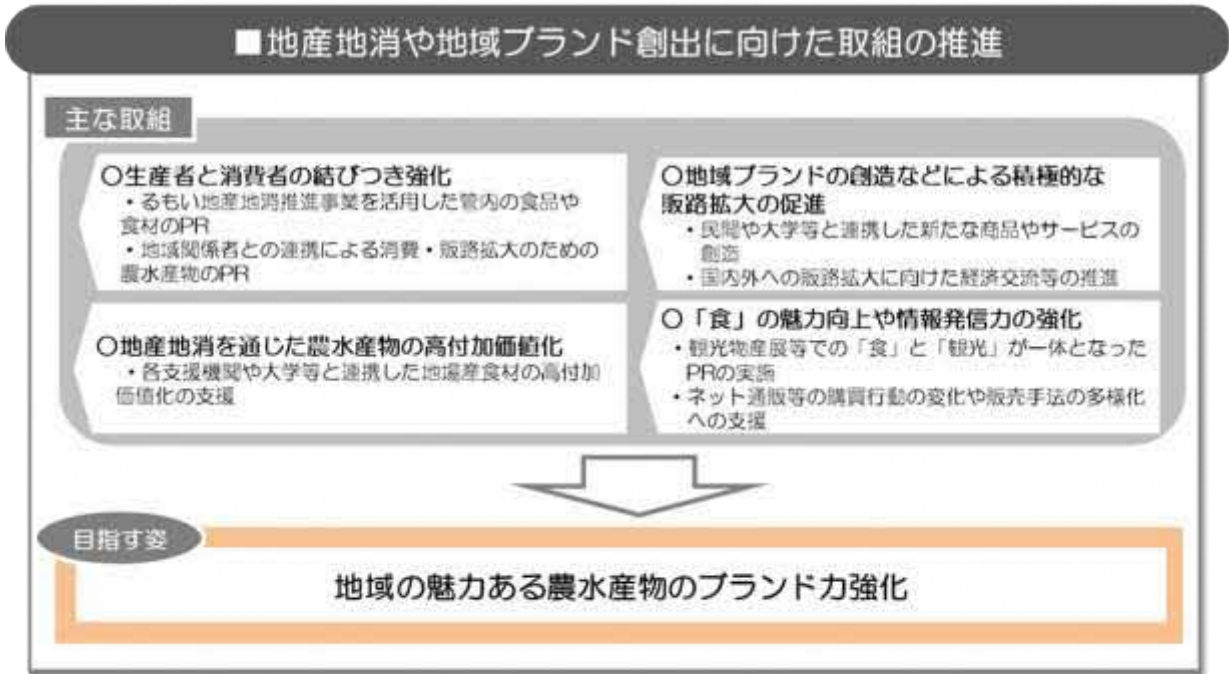 ■地産地消や地域ブランド創出に向けた取組の推進
主な取組
〇生産者と消費者の結びつき強化
・るもい地産地消推進事業を活用した管内の食品や
食材のPR
・地域関係者との連携による消費・販路拡大のための
農水産物のPR
〇地産地消を通じた農水産物の高付加価値化
・各支援機関や大学等と連携した地場産食材の高付加
価値化の支援
〇地域ブランドの創造などによる積極的な
販路拡大の促進
・民間や大学等と連携した新たな商品やサービスの
創造
・国内外への販路拡大に向けた経済交流等の推進
〇「食」の魅力向上や情報発信力の強化
・観光物産展等での「食」と「観光」が一体となった
PRの実施
・ネット通販等の購買行動の変化や販売手法の多様化
への支援
目指す姿
地域の魅力ある農水産物のブランド力強化